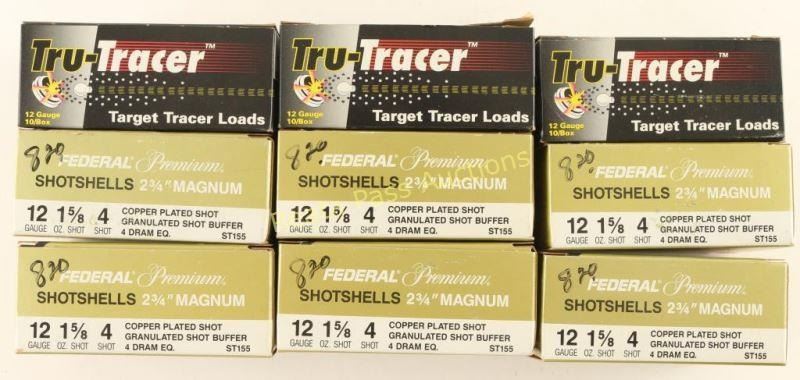 Tru-Tracer™
12 Gauge
10/Box
Target Tracer Loads
Tru-Tracer™
12 Gauge
10/Box
Target Tracer Loads
Tru-Tracer™
12 Gauge
10/Box
Target Tracer Loads
820
FEDERAL® Premium®
SHOTSHELLS 2¾" MAGNUM
12 1⅝ 4
GAUGE OZ. SHOT SHOT
COPPER PLATED SHOT
GRANULATED SHOT BUFFER
4 DRAM EQ. ST155
820
FEDERAL® Premium®
SHOTSHELLS 2¾" MAGNUM
12 1⅝ 4
GAUGE OZ. SHOT SHOT
COPPER PLATED SHOT
GRANULATED SHOT BUFFER
4 DRAM EQ. ST155
820
FEDERAL® Premium®
SHOTSHELLS 2¾" MAGNUM
12 1⅝ 4
GAUGE OZ. SHOT SHOT
COPPER PLATED SHOT
GRANULATED SHOT BUFFER
4 DRAM EQ. ST155
820
FEDERAL® Premium®
SHOTSHELLS 2¾" MAGNUM
12 1⅝ 4
GAUGE OZ. SHOT SHOT
COPPER PLATED SHOT
GRANULATED SHOT BUFFER
4 DRAM EQ. ST155
820
FEDERAL® Premium®
SHOTSHELLS 2¾" MAGNUM
12 1⅝ 4
GAUGE OZ. SHOT SHOT
COPPER PLATED SHOT
GRANULATED SHOT BUFFER
4 DRAM EQ. ST155
820
FEDERAL® Premium®
SHOTSHELLS 2¾" MAGNUM
12 1⅝ 4
GAUGE OZ. SHOT SHOT
COPPER PLATED SHOT
GRANULATED SHOT BUFFER
4 DRAM EQ. ST155
Pass Auctions